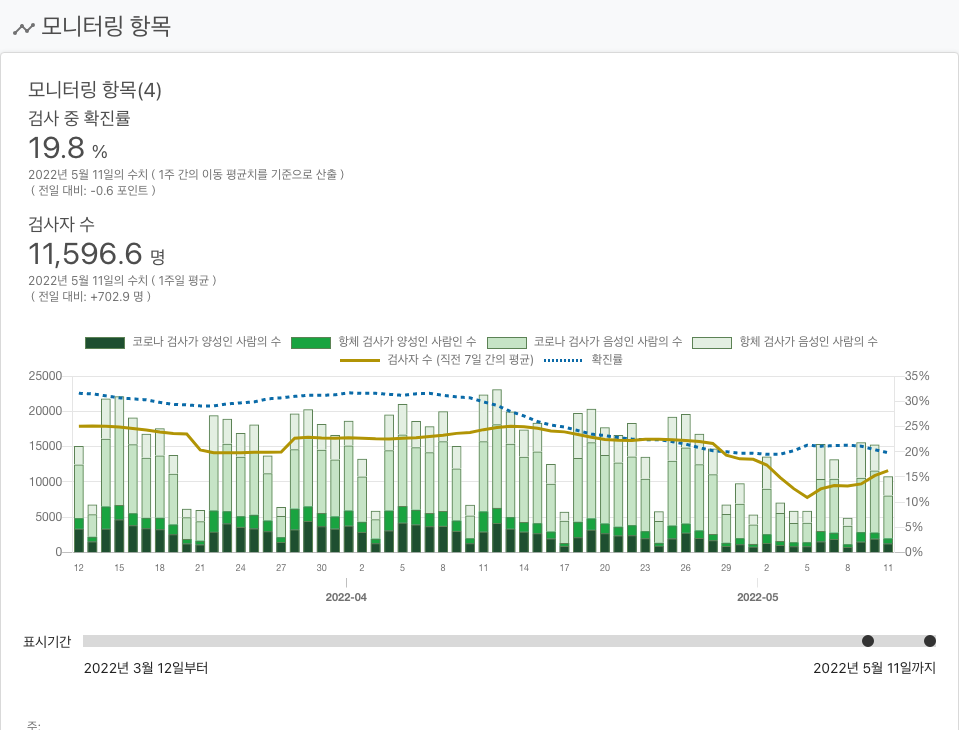 모니터링 항목
모니터링 항목(4)
검사 중 확진률
19.8 %
2022년 5월 11일의 수치 ( 1주 간의 이동 평균치를 기준으로 산출 )
( 전일 대비: -0.6 포인트 )
검사자 수
11,596.6 명
2022년 5월 11일의 수치 ( 1주일 평균 )
( 전일 대비: +702.9 명 )
코로나 검사가 양성인 사람의 수 항체 검사가 양성인 사람인 수 코로나 검사가 음성인 사람의 수 항체 검사가 음성인 사람의 수
검사자 수 (직전 7일 간의 평균) 확진률
25000 35%
20000 30%
15000 25%
10000 20%
5000 15%
0 10%
5%
0%
12 15 18 21 24 27 30 2 5 8 11 14 17 20 23 26 29 2 5 8 11
2022-04 2022-05
표시기간
2022년 3월 12일부터 2022년 5월 11일까지
주: